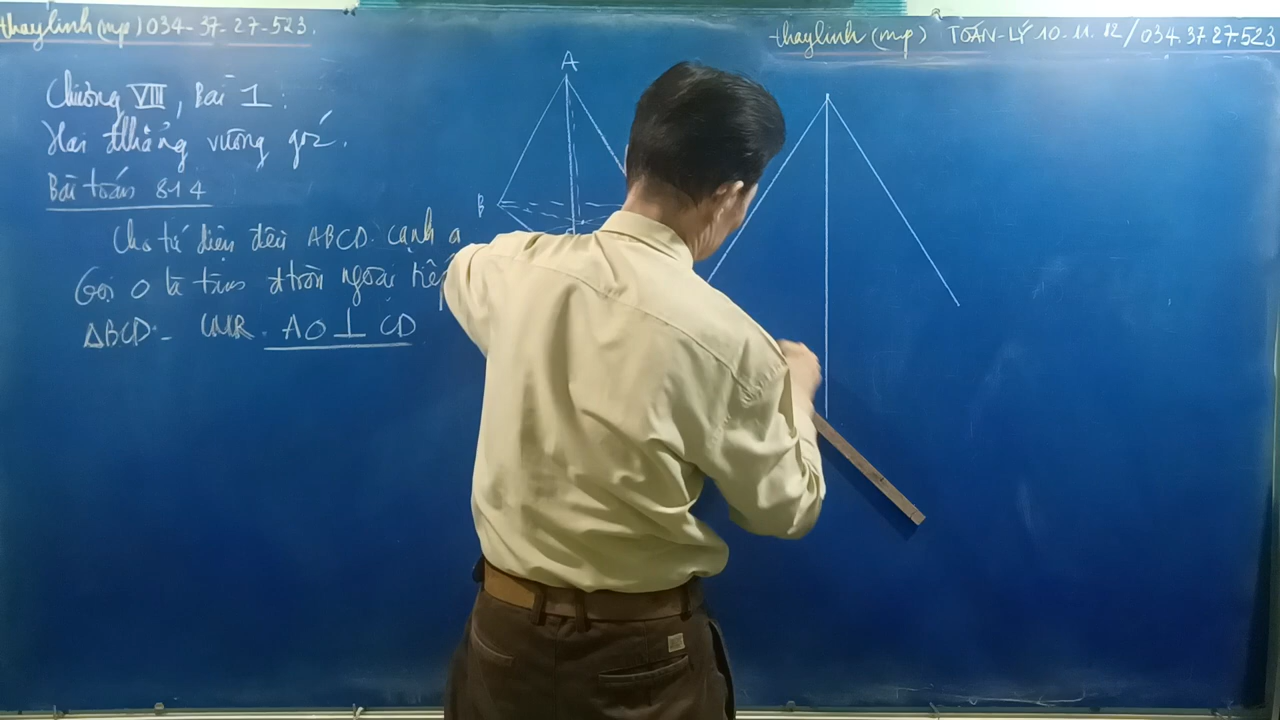 thaylinh (mp) 034-37-27-523.
thaylinh (mp) TOÁN-LÝ 10-11.12/034.37.27.523
Chương VIII, Bài 1:
Hai đthẳng vuông góc.
Bài toán 814
Cho tứ diện đều ABCD. cạnh a
Gọi O là tâm đtròn ngoại tiếp
ΔBCD. CMR. AO⊥CD
A
B